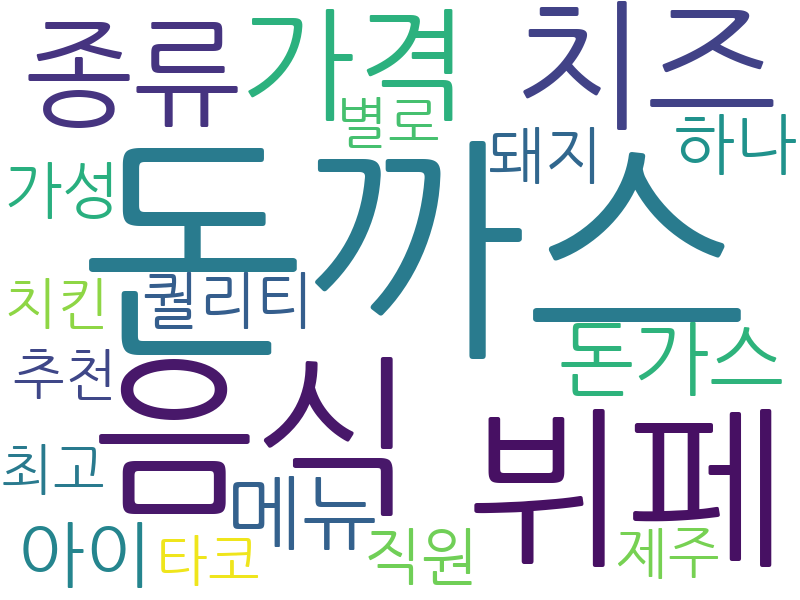 종류 가격 치즈
별로 돼지 하나
가성 돈까스
치킨 퀄리티
추천 음식 돈가스
최고 메뉴 뷔페
아이 타코 직원 제주